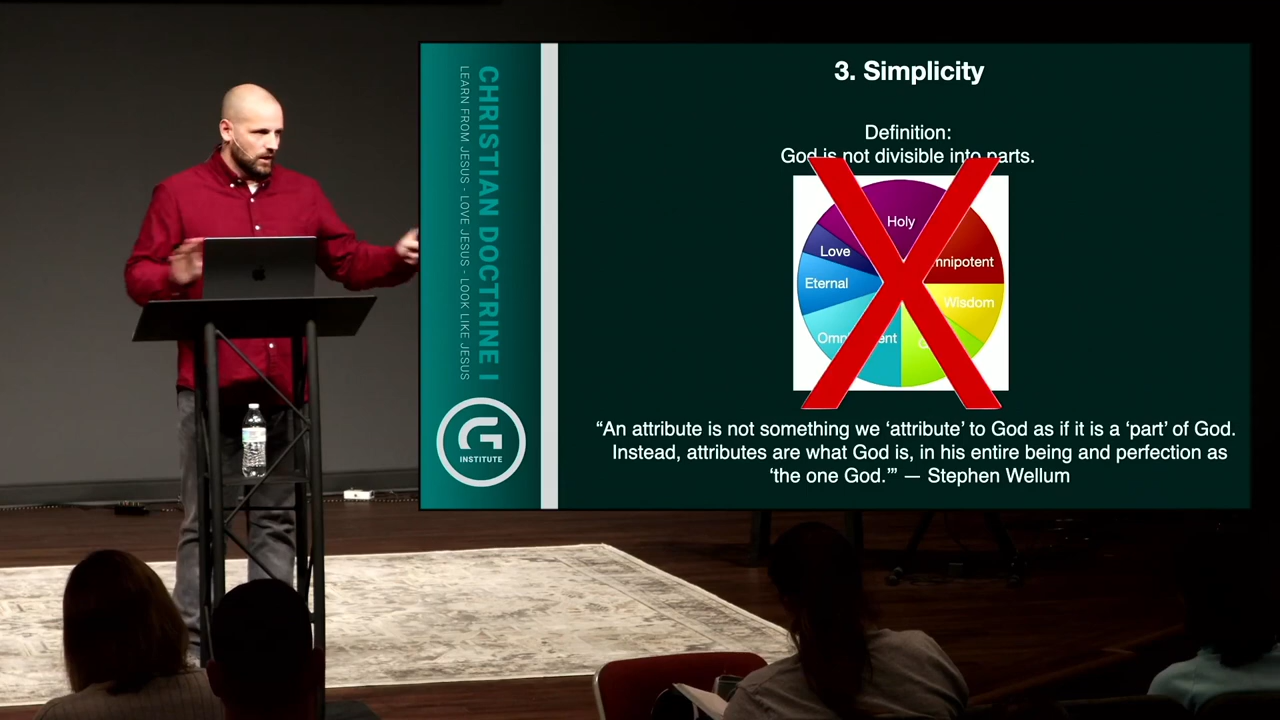 3. Simplicity
Definition:
God is not divisible into parts.
Holy
Love
Eternal
Wisdom
“An attribute is not something we ‘attribute’ to God as if it is a ‘part’ of God.
Instead, attributes are what God is, in his entire being and perfection as
‘the one God.’” — Stephen Wellum
CHRISTIAN DOCTRINE I
LEARN FROM JESUS - LOVE JESUS - LOOK LIKE JESUS
G
INSTITUTE